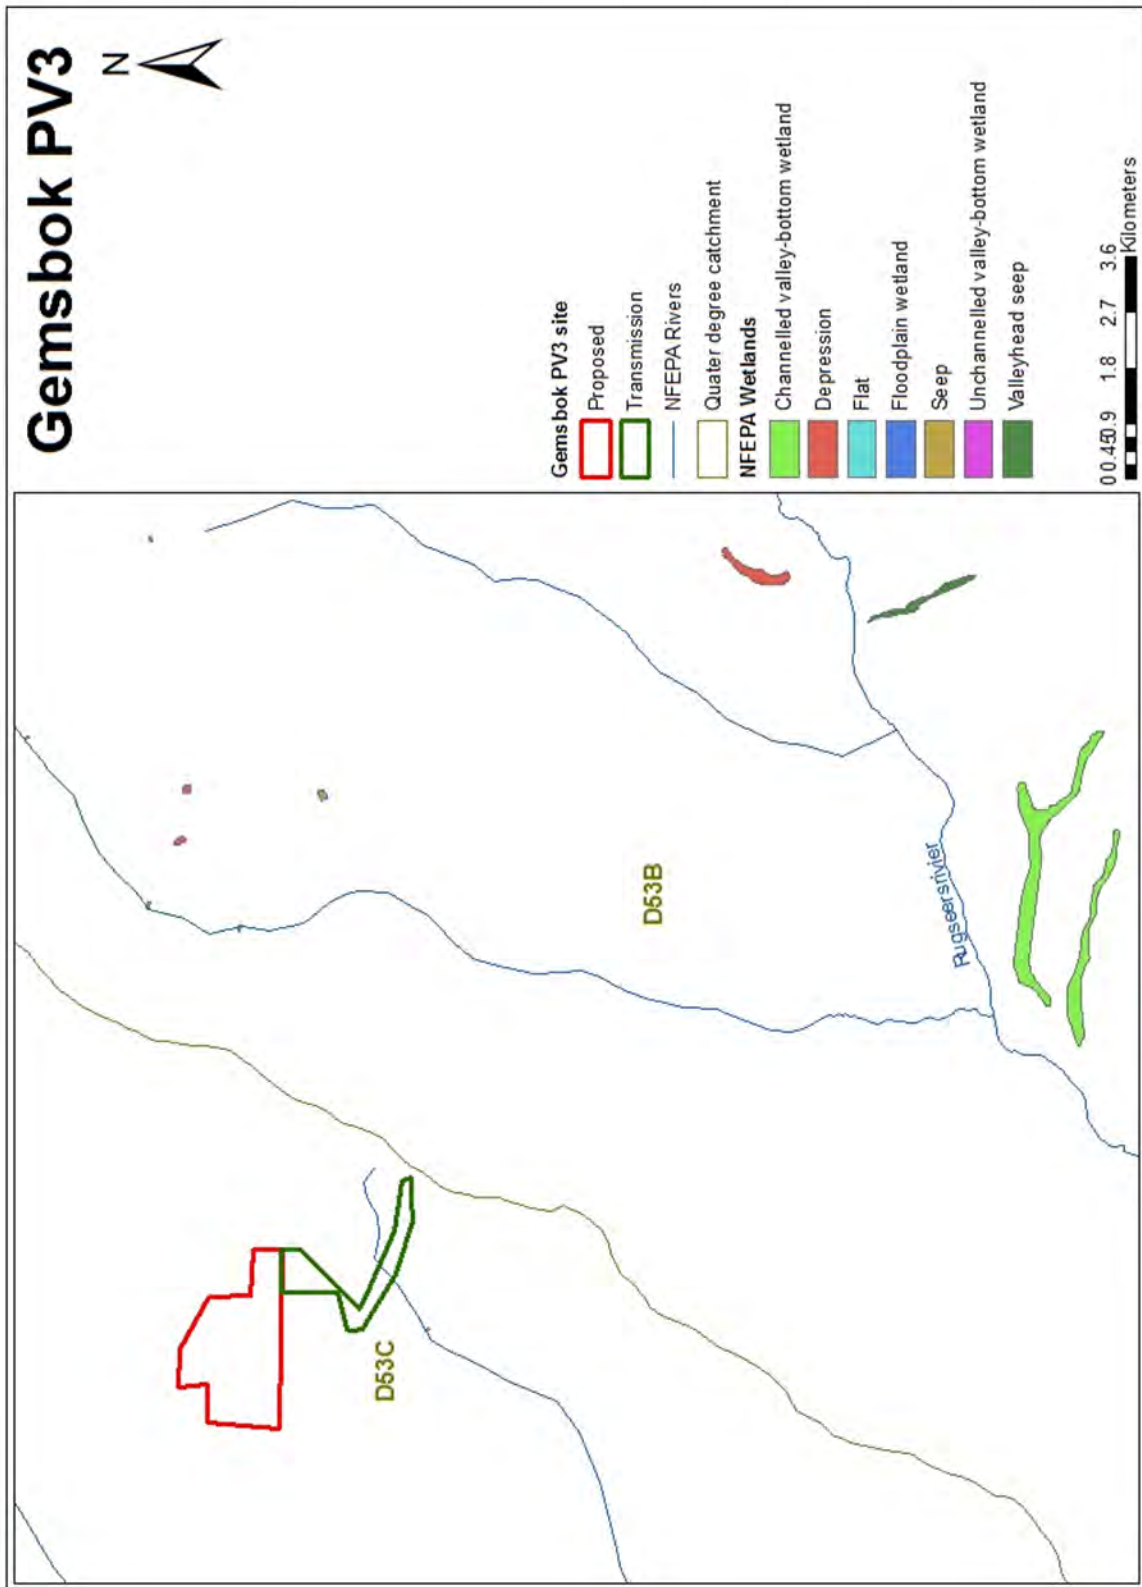 Gemsbok PV3
N
Gemsbok PV3 site
Proposed
Transmission
NFEPA Rivers
Quater degree catchment
NFEPA Wetlands
Channelled valley-bottom wetland
Depression
Flat
Floodplain wetland
Seep
Unchannelled valley-bottom wetland
Valleyhead seep
0 0.45 0.9 1.8 2.7 3.6
Kilometers
D53C
D53B
Rugseersrivier